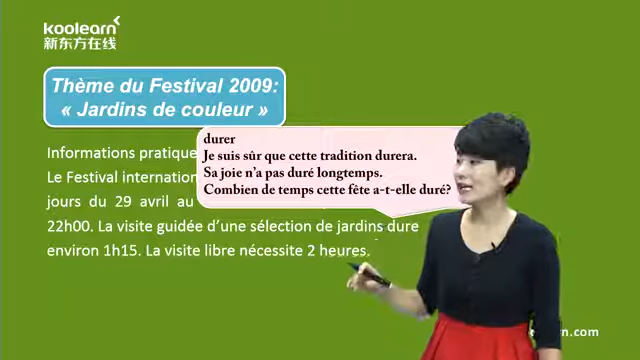 koolearn
新东方在线
Thème du Festival 2009:
« Jardins de couleur »
durer
Je suis sûr que cette tradition durera.
Sa joie n'a pas duré longtemps.
Combien de temps cette fête a-t-elle duré?
Informations pratique
Le Festival internation
jours du 29 avril au
22h00. La visite guidée d'une sélection de jardins dure
environ 1h15. La visite libre nécessite 2 heures.
rn.com